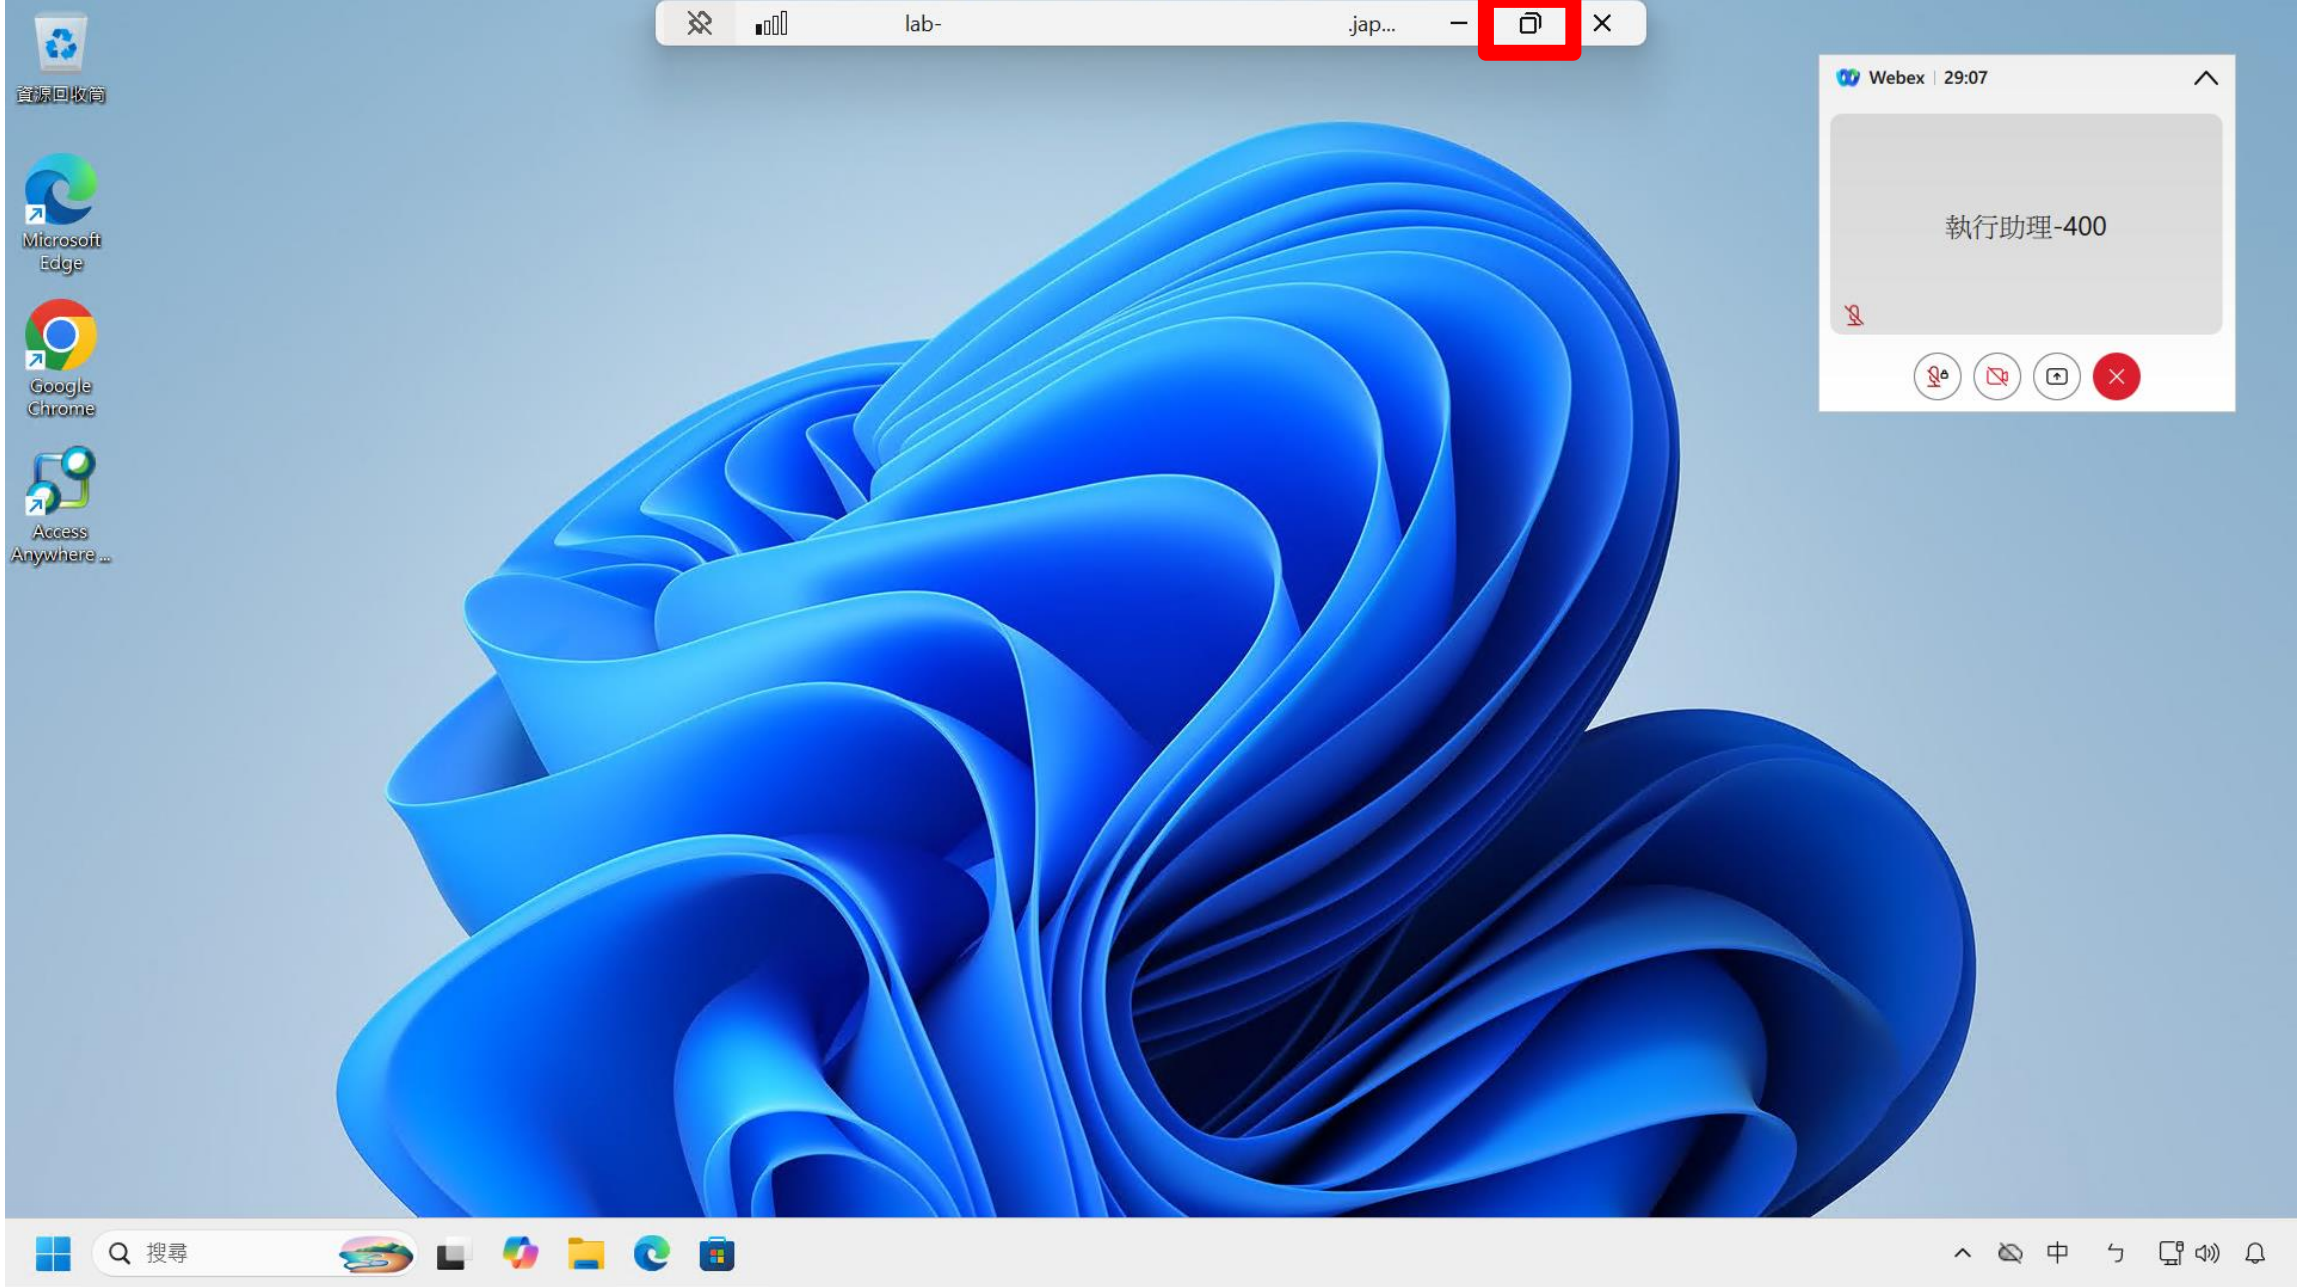 lab-
.jap...
資源回收筒
Microsoft
Edge
Google
Chrome
Access
Anywhere ...
Webex | 29:07
執行助理-400
搜尋
中
ㄅ